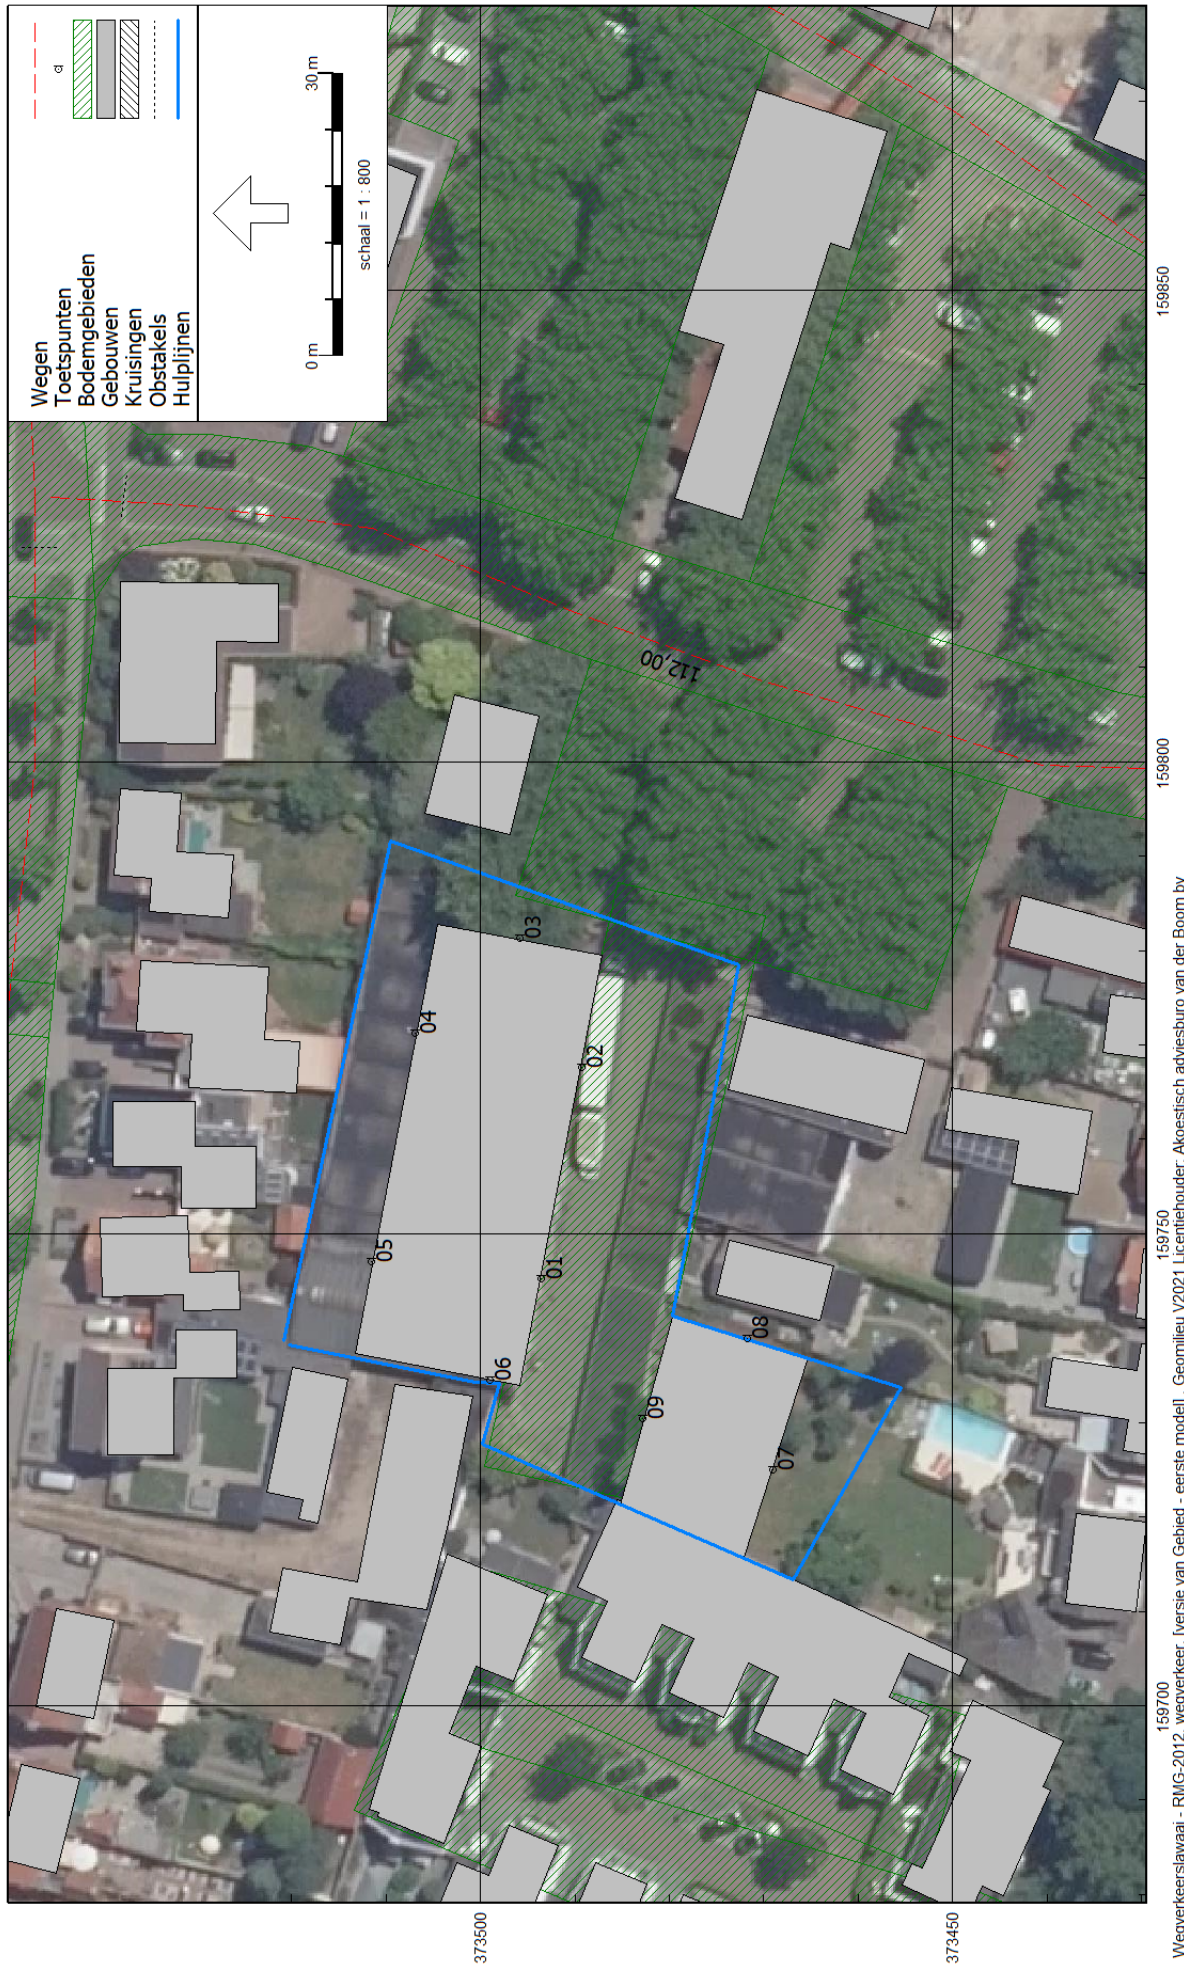 Wegen
Toetspunten
Bodemgebieden
Gebouwen
Kruisingen
Obstakels
Hulplijnen
0 m
30 m
schaal = 1 : 800
112,00
04
03
05
02
01
06
09
08
07
373500
373450
159700
159750
159800
159850
Wegverkeerslawaai - RMG-2012, wegverkeer, [versie van Gebied - eerste model] , Geomilieu V2021 Licentiehouder: Akoestisch adviesburo van der Boom bv